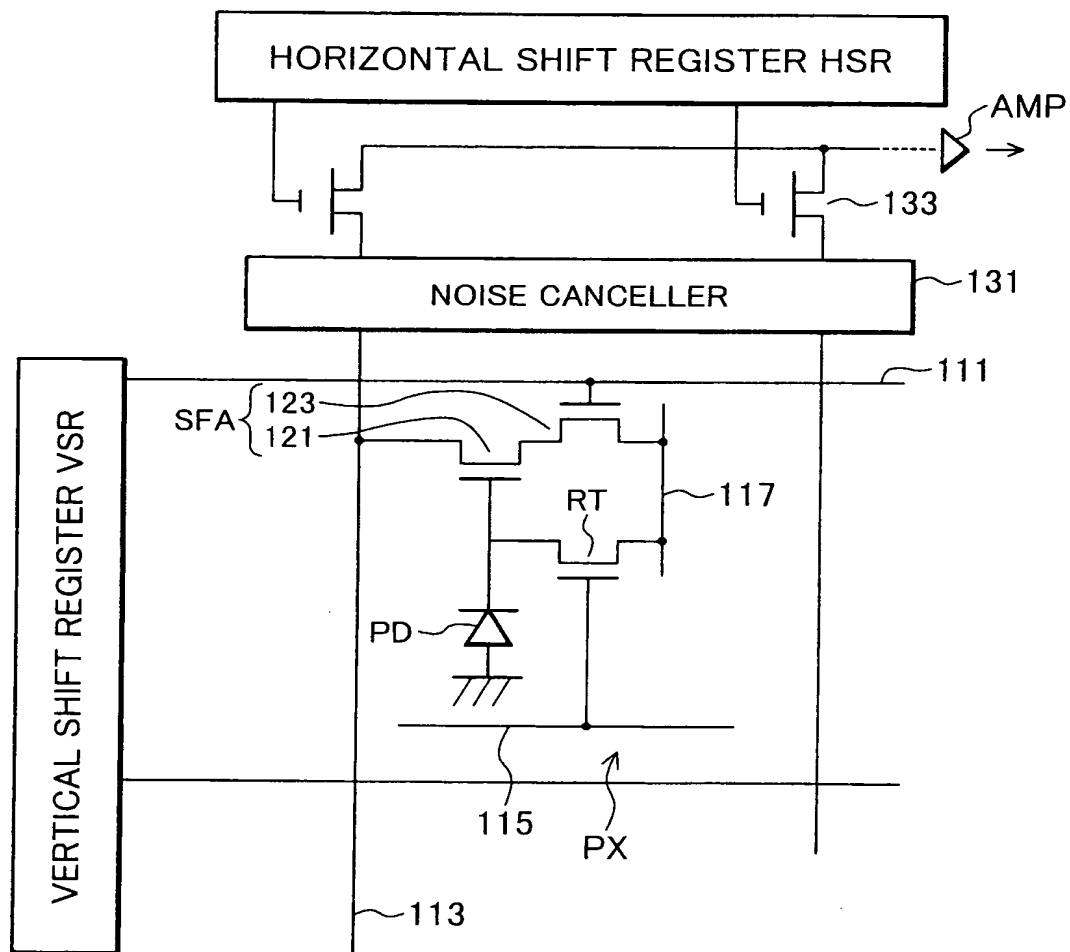 HORIZONTAL SHIFT REGISTER HSR
AMP
133
131
NOISE CANCELLER
111
SFA
123
121
117
RT
PD
VERTICAL SHIFT REGISTER VSR
115
PX
113